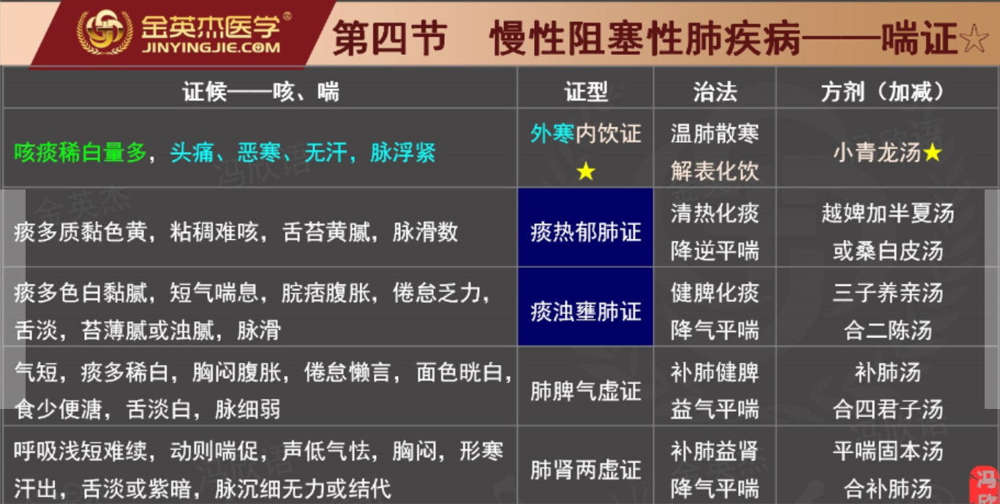 金英杰医学®
JINYINGJIE.COM
第四节 慢性阻塞性肺疾病——喘证☆
证候——咳、喘
证型
治法
方剂（加减）
咳痰稀白量多，头痛、恶寒、无汗，脉浮紧
外寒内饮证
★
温肺散寒
解表化饮
小青龙汤★
痰多质黏色黄，粘稠难咳，舌苔黄腻，脉滑数
痰热郁肺证
清热化痰
降逆平喘
越婢加半夏汤
或桑白皮汤
痰多色白黏腻，短气喘息，脘痞腹胀，倦怠乏力，
舌淡，苔薄腻或浊腻，脉滑
痰浊壅肺证
健脾化痰
降气平喘
三子养亲汤
合二陈汤
气短，痰多稀白，胸闷腹胀，倦怠懒言，面色㿠白，
食少便溏，舌淡白，脉细弱
肺脾气虚证
补肺健脾
益气平喘
补肺汤
合四君子汤
呼吸浅短难续，动则喘促，声低气怯，胸闷，形寒
汗出，舌淡或紫暗，脉沉细无力或结代
肺肾两虚证
补肺益肾
降气平喘
平喘固本汤
合补肺汤
冯欣语
金英杰
冯
欣